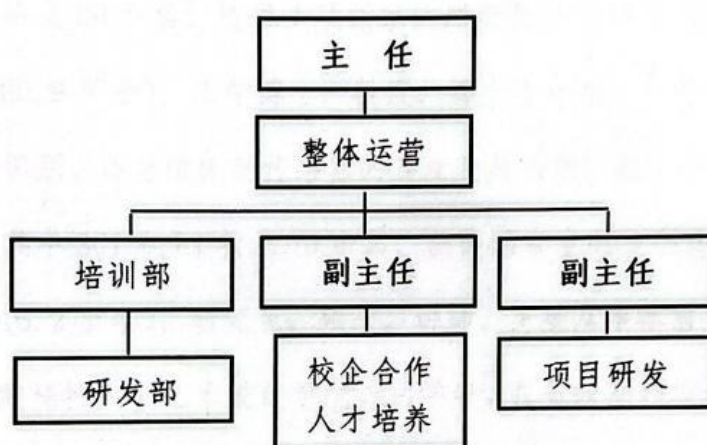 主 任
整体运营
培训部
副主任
副主任
研发部
校企合作
人才培养
项目研发